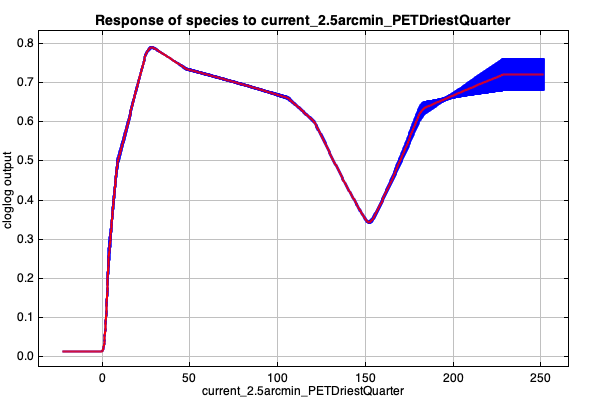 Response of species to current_2.5arcmin_PETDriestQuarter
cloglog output
0.8
0.7
0.6
0.5
0.4
0.3
0.2
0.1
0.0
0 50 100 150 200 250
current_2.5arcmin_PETDriestQuarter